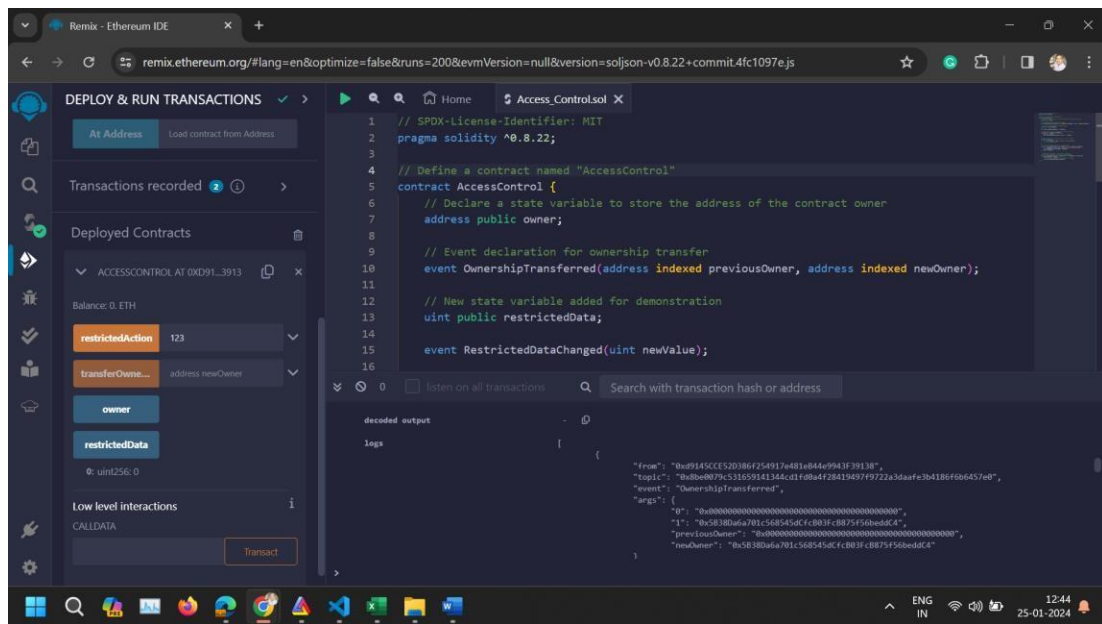 Remix - Ethereum IDE
remix.ethereum.org/#lang=en&optimize=false&runs=200&evmVersion=null&version=soljson-v0.8.22+commit.4fc1097e.js
DEPLOY & RUN TRANSACTIONS
At Address Load contract from Address
Transactions recorded 2 i
Deployed Contracts
ACCESSCONTROL AT 0XD91...3913
Balance: 0. ETH
restrictedAction 123
transferOwne... address newOwner
owner
restrictedData
0: uint256: 0
Low level interactions i
CALLDATA
Transact
Home Access_Control.sol
1 // SPDX-License-Identifier: MIT
2 pragma solidity ^0.8.22;
3
4 // Define a contract named "AccessControl"
5 contract AccessControl {
6 // Declare a state variable to store the address of the contract owner
7 address public owner;
8
9 // Event declaration for ownership transfer
10 event OwnershipTransferred(address indexed previousOwner, address indexed newOwner);
11
12 // New state variable added for demonstration
13 uint public restrictedData;
14
15 event RestrictedDataChanged(uint newValue);
16
0 listen on all transactions Search with transaction hash or address
decoded output -
logs [
{
"from": "0xd9145CCE52D386f254917e481eB44e9943F39138",
"topic": "0x8be0079c531659141344cd1fd0a4f28419497f9722a3daafe3b4186f6b6457e0",
"event": "OwnershipTransferred",
"args": {
"0": "0x0000000000000000000000000000000000000000",
"1": "0x5B38Da6a701c568545dCfcB03FcB875f56beddC4",
"previousOwner": "0x0000000000000000000000000000000000000000",
"newOwner": "0x5B38Da6a701c568545dCfcB03FcB875f56beddC4"
}
>
ENG
IN
12:44
25-01-2024